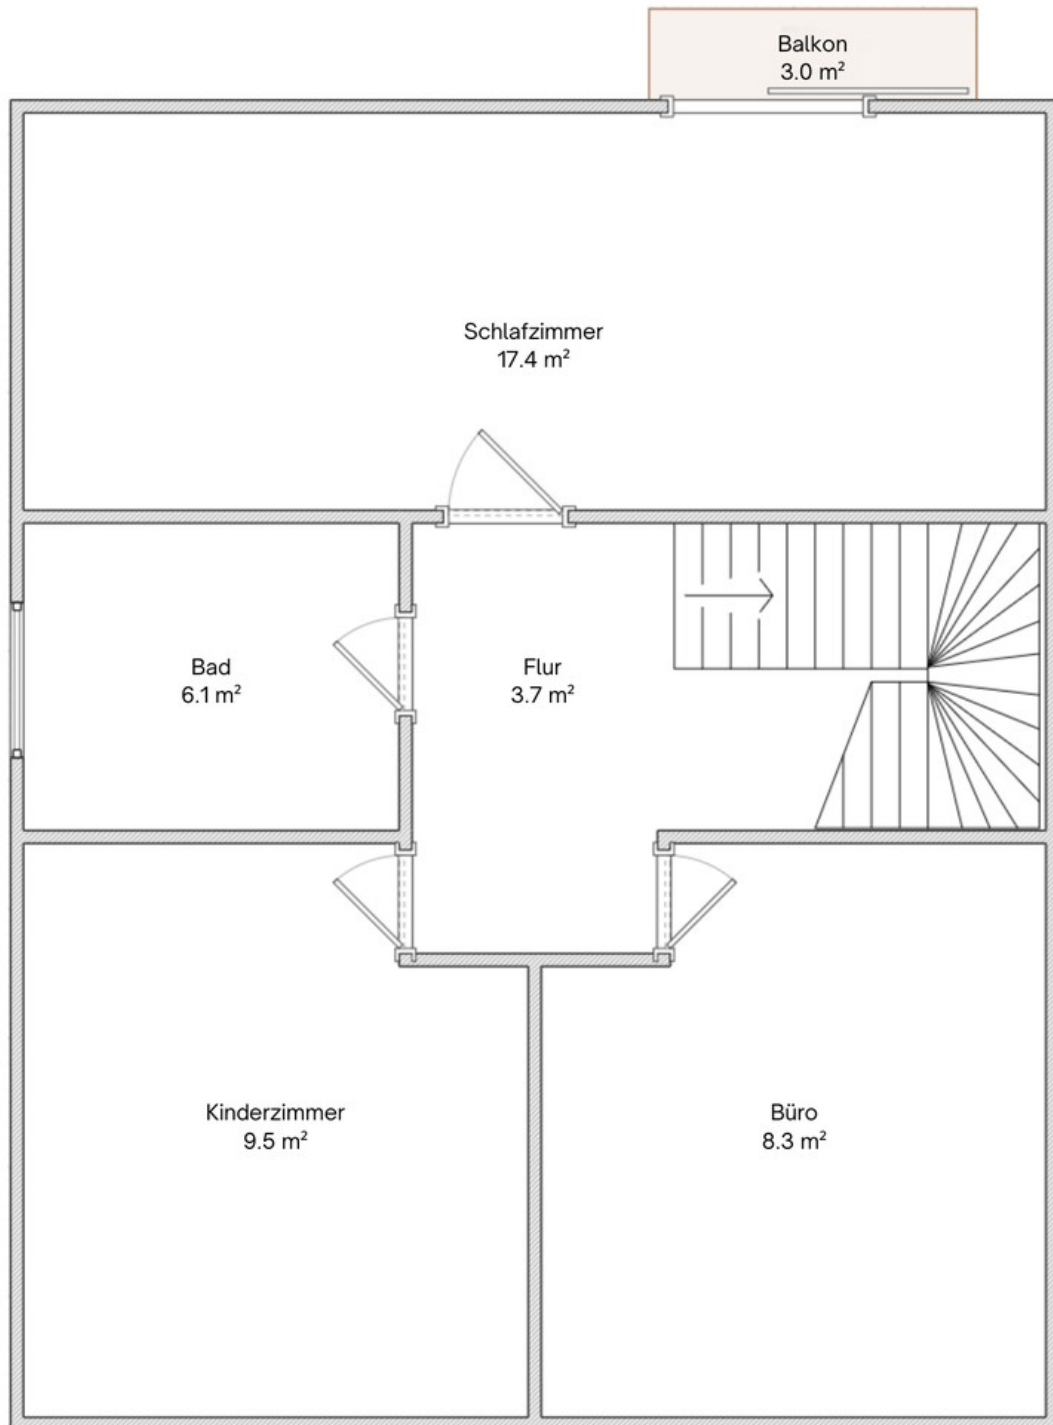 Balkon
3.0 m²
Schlafzimmer
17.4 m²
Bad
6.1 m²
Flur
3.7 m²
Kinderzimmer
9.5 m²
Büro
8.3 m²